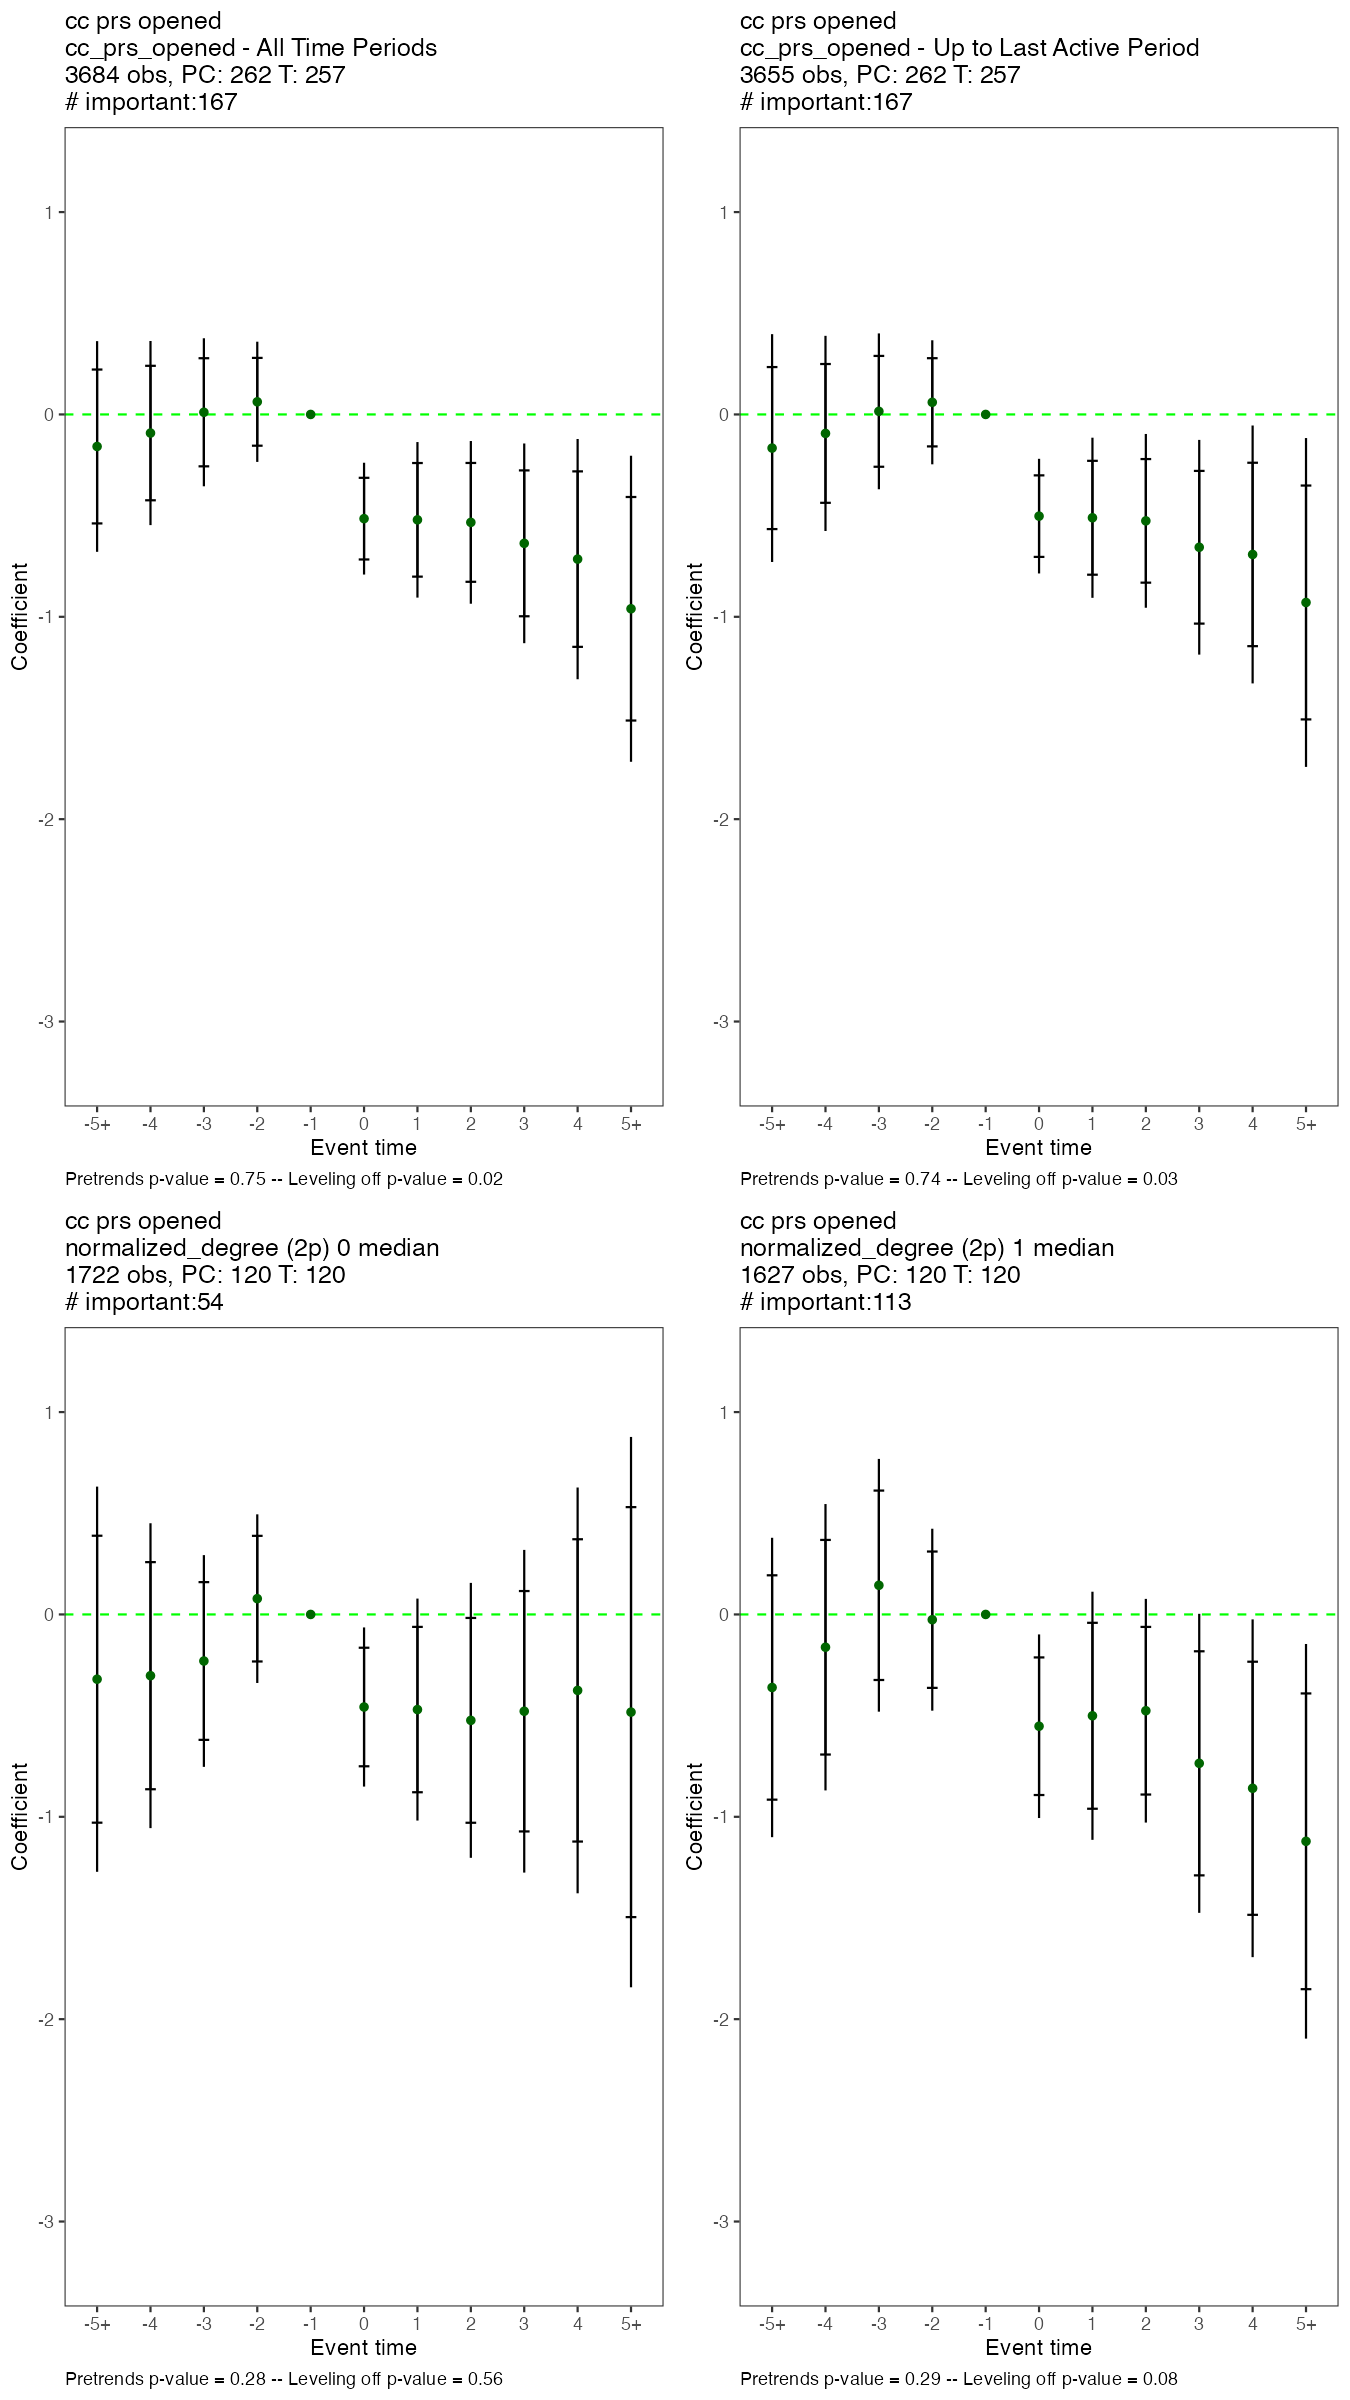 cc prs opened
cc_prs_opened - All Time Periods
3684 obs, PC: 262 T: 257
# important:167
Coefficient
1
0
-1
-2
-3
-5+ -4 -3 -2 -1 0 1 2 3 4 5+
Event time
Pretrends p-value = 0.75 -- Leveling off p-value = 0.02
cc prs opened
cc_prs_opened - Up to Last Active Period
3655 obs, PC: 262 T: 257
# important:167
Coefficient
1
0
-1
-2
-3
-5+ -4 -3 -2 -1 0 1 2 3 4 5+
Event time
Pretrends p-value = 0.74 -- Leveling off p-value = 0.03
cc prs opened
normalized_degree (2p) 0 median
1722 obs, PC: 120 T: 120
# important:54
Coefficient
1
0
-1
-2
-3
-5+ -4 -3 -2 -1 0 1 2 3 4 5+
Event time
Pretrends p-value = 0.28 -- Leveling off p-value = 0.56
cc prs opened
normalized_degree (2p) 1 median
1627 obs, PC: 120 T: 120
# important:113
Coefficient
1
0
-1
-2
-3
-5+ -4 -3 -2 -1 0 1 2 3 4 5+
Event time
Pretrends p-value = 0.29 -- Leveling off p-value = 0.08